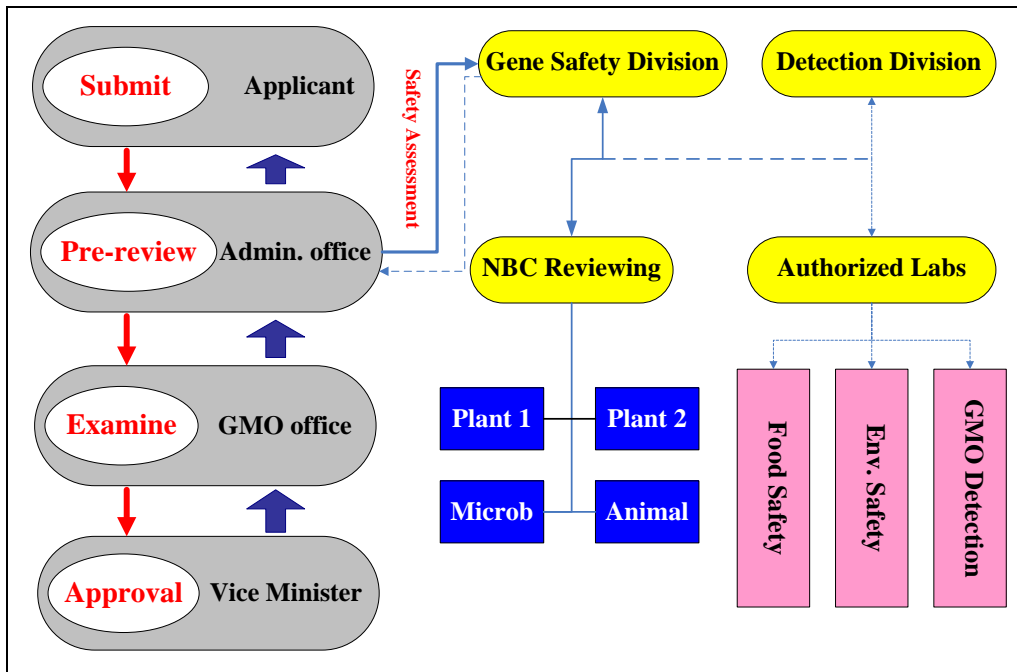 Submit
Applicant
Safety Assessment
Gene Safety Division
Detection Division
Pre-review
Admin. office
NBC Reviewing
Authorized Labs
Examine
GMO office
Plant 1
Plant 2
Microb
Animal
Food Safety
Env. Safety
GMO Detection
Approval
Vice Minister